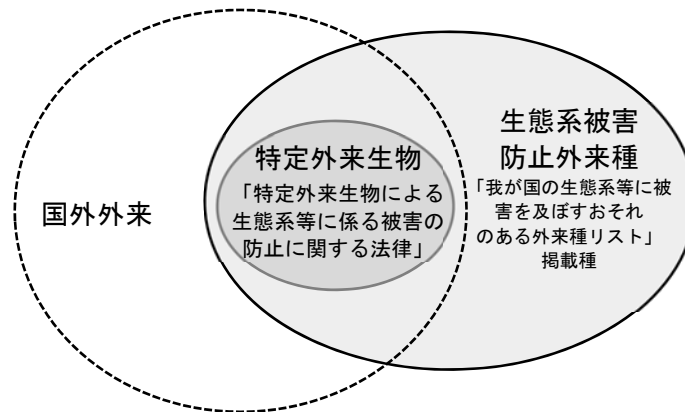 国外外来
特定外来生物
「特定外来生物による
生態系等に係る被害の
防止に関する法律」
生態系被害
防止外来種
「我が国の生態系等に被
害を及ぼすおそれ
のある外来種リスト」
掲載種